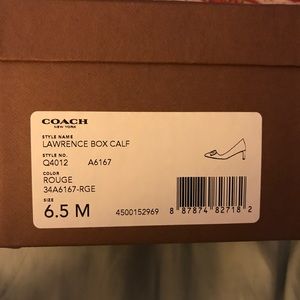 COACH
NEW YORK
STYLE NAME
LAWRENCE BOX CALF
STYLE NO.
Q4012 A6167
COLOR
ROUGE
34A6167-RGE
SIZE
6.5 M
4500152969
8 87874 82718 2